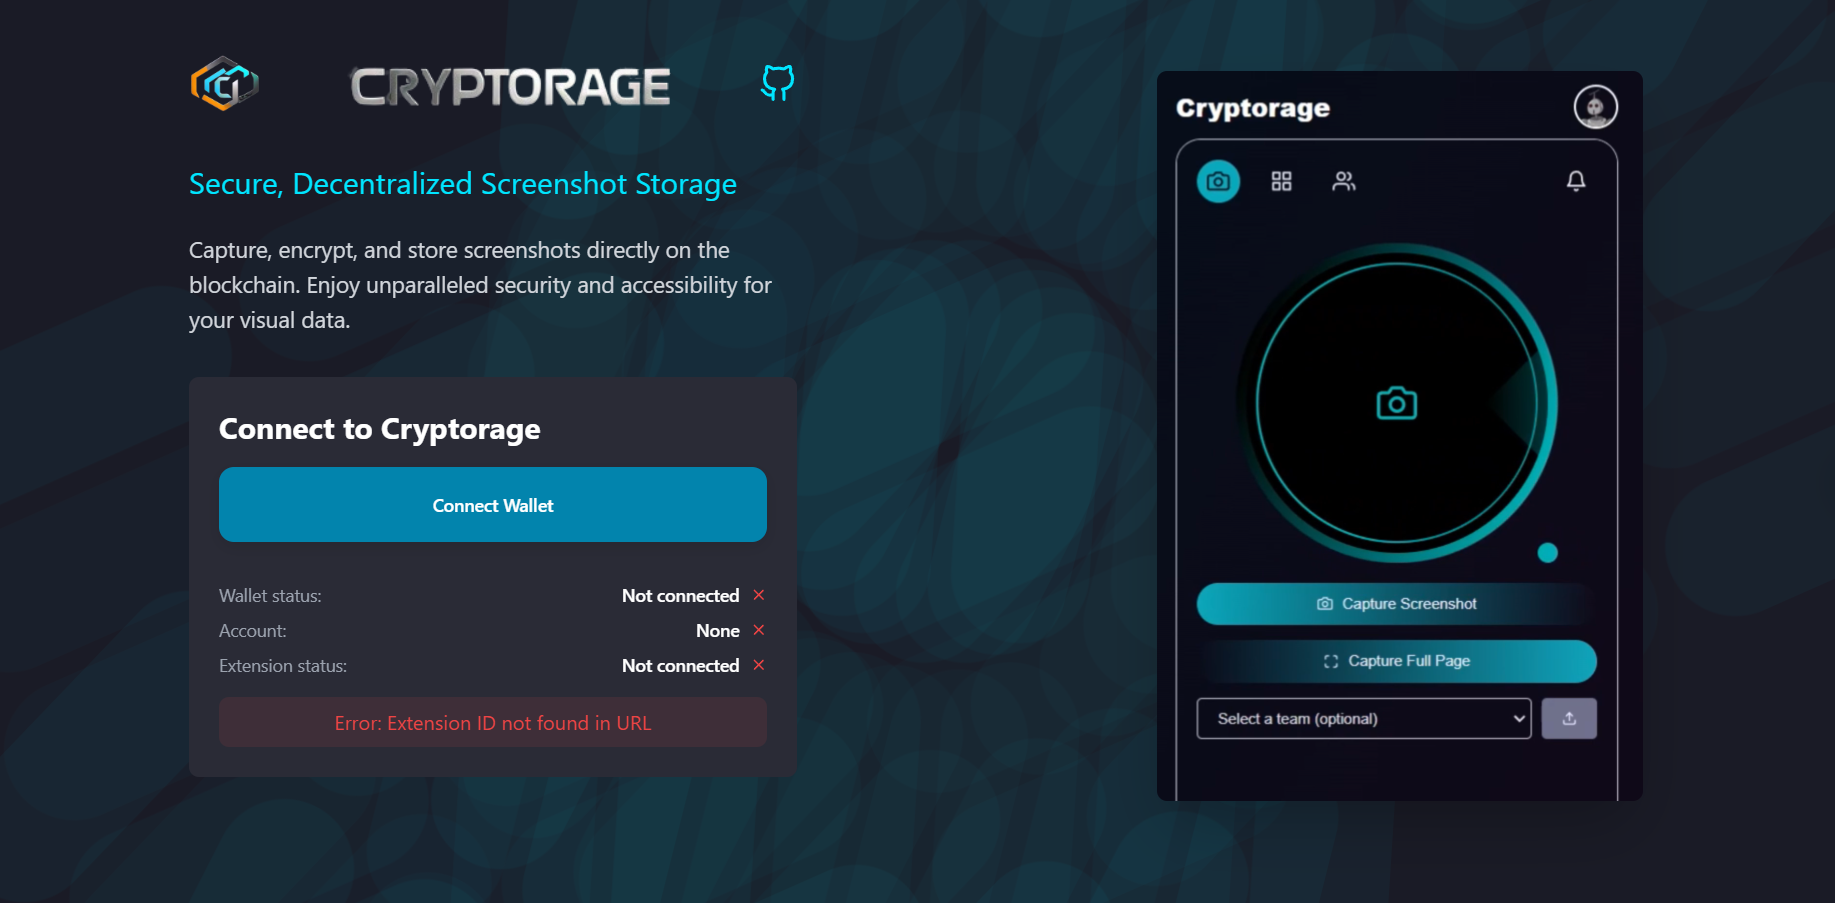 CRYPTORAGE
Secure, Decentralized Screenshot Storage
Capture, encrypt, and store screenshots directly on the
blockchain. Enjoy unparalleled security and accessibility for
your visual data.
Connect to Cryptorage
Connect Wallet
Wallet status: Not connected
Account: None
Extension status: Not connected
Error: Extension ID not found in URL
Cryptorage
Capture Screenshot
Capture Full Page
Select a team (optional)